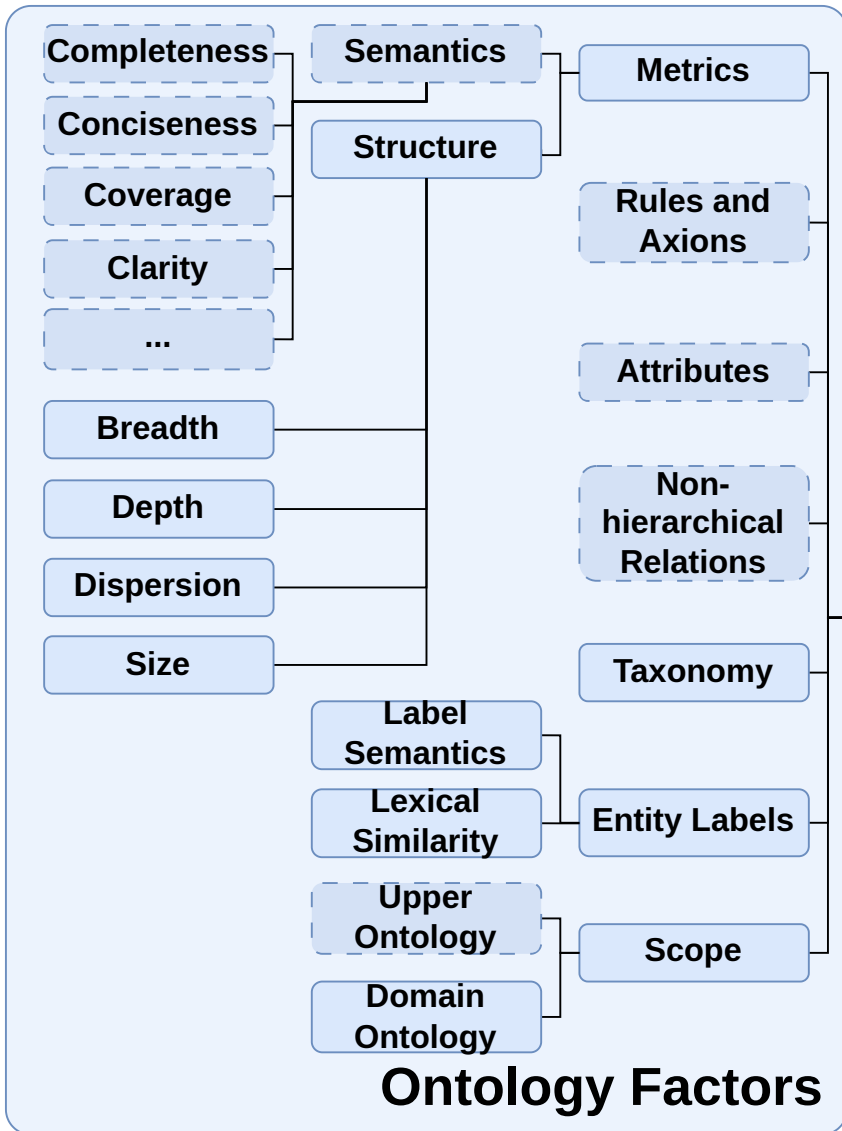 Completeness
Conciseness
Coverage
Clarity
...
Breadth
Depth
Dispersion
Size
Semantics
Structure
Label
Semantics
Lexical
Similarity
Upper
Ontology
Domain
Ontology
Metrics
Rules and
Axions
Attributes
Non-
hierarchical
Relations
Taxonomy
Entity Labels
Scope
Ontology Factors